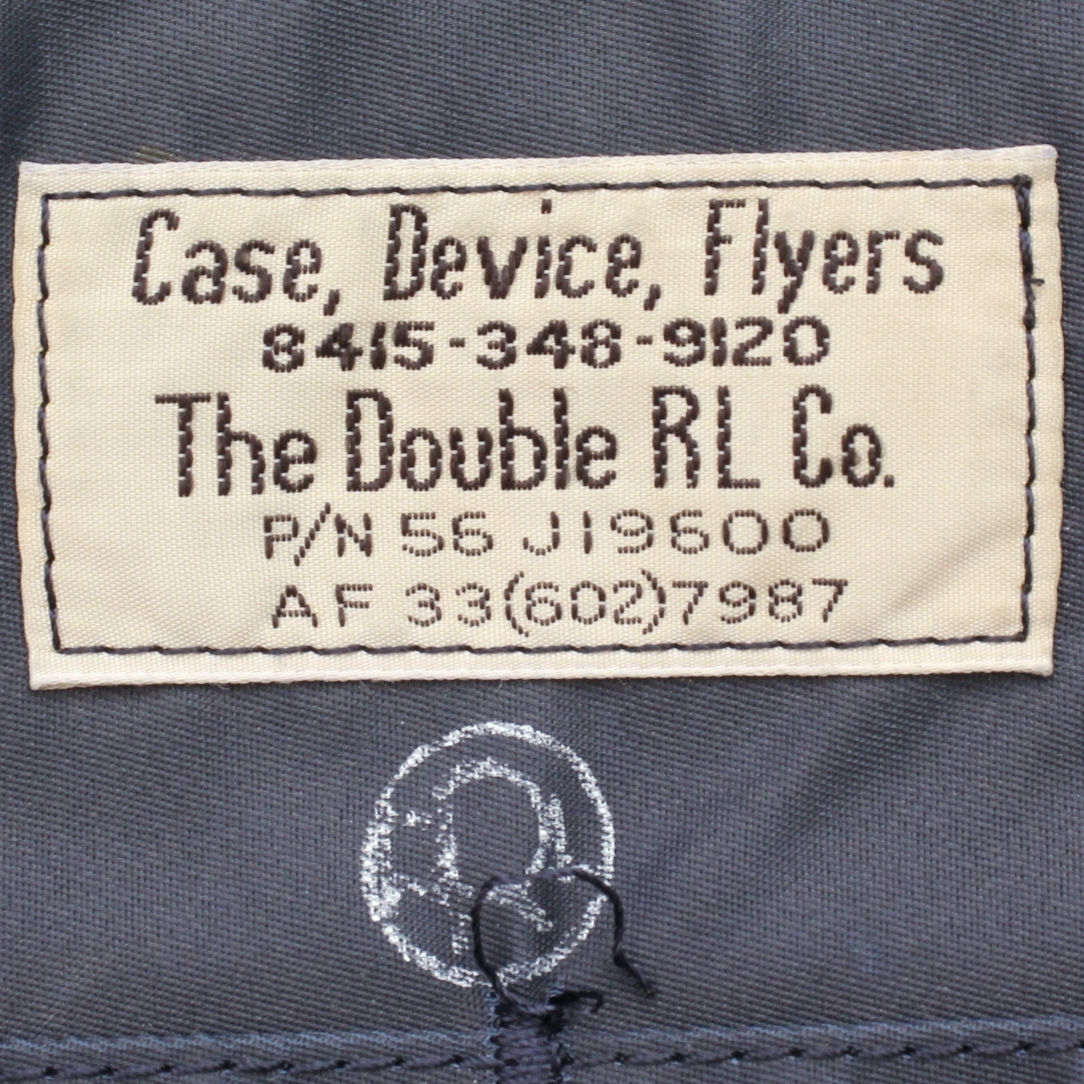 Case, Device, Flyers
8415-348-9120
The Double RL Co.
P/N 56 J19600
AF 33(602)7987